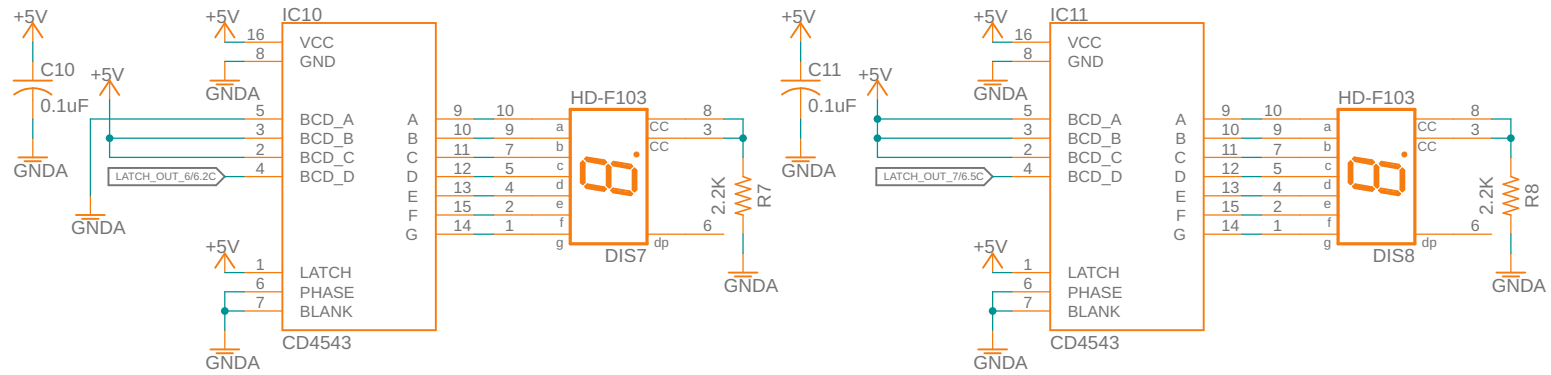 +5V
C10
0.1uF
GNDA
+5V
GNDA
+5V
GNDA
IC10
16 VCC
8 GND
5 BCD_A
3 BCD_B
2 BCD_C
4 BCD_D
LATCH_OUT_6/6.2C
A 9 10 a
B 10 9 b
C 11 7 c
D 12 5 d
E 13 4 e
F 15 2 f
G 14 1 g
+5V
1 LATCH
6 PHASE
7 BLANK
GNDA
CD4543
HD-F103
CC 8
CC 3
dp 6
DIS7
2.2K
R7
GNDA
+5V
C11
0.1uF
GNDA
+5V
+5V
GNDA
IC11
16 VCC
8 GND
5 BCD_A
3 BCD_B
2 BCD_C
4 BCD_D
LATCH_OUT_7/6.5C
A 9 10 a
B 10 9 b
C 11 7 c
D 12 5 d
E 13 4 e
F 15 2 f
G 14 1 g
+5V
1 LATCH
6 PHASE
7 BLANK
GNDA
CD4543
HD-F103
CC 8
CC 3
dp 6
DIS8
2.2K
R8
GNDA